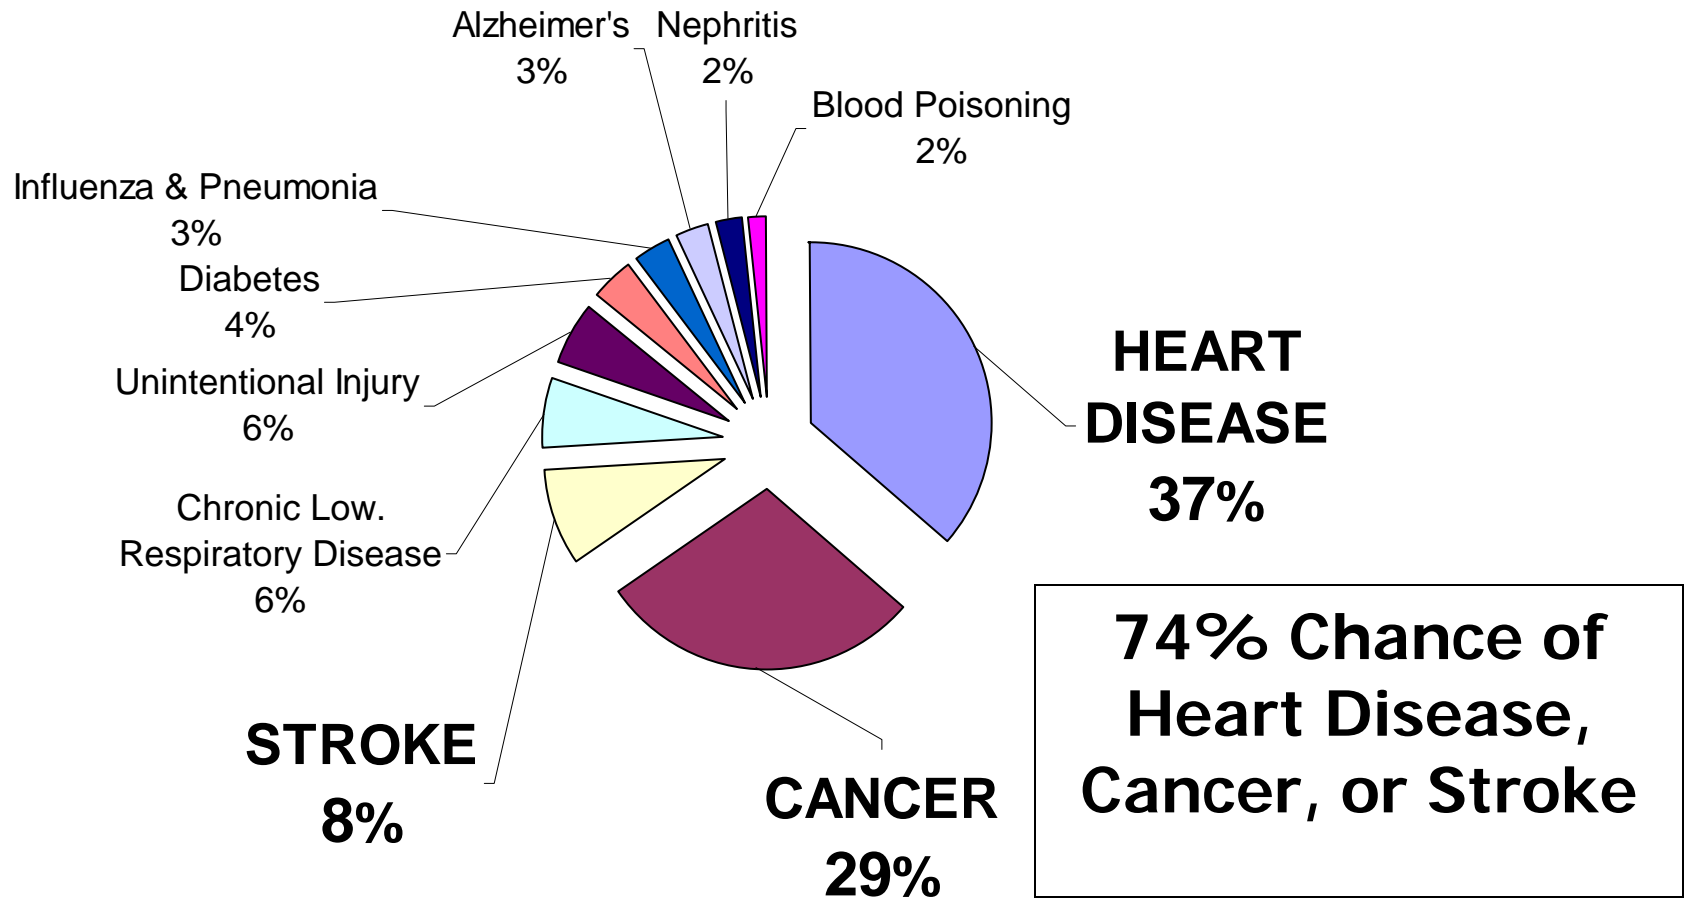 Alzheimer's
3%
Nephritis
2%
Blood Poisoning
2%
Influenza & Pneumonia
3%
Diabetes
4%
Unintentional Injury
6%
Chronic Low.
Respiratory Disease
6%
STROKE
8%
CANCER
29%
HEART
DISEASE
37%
74% Chance of
Heart Disease,
Cancer, or Stroke